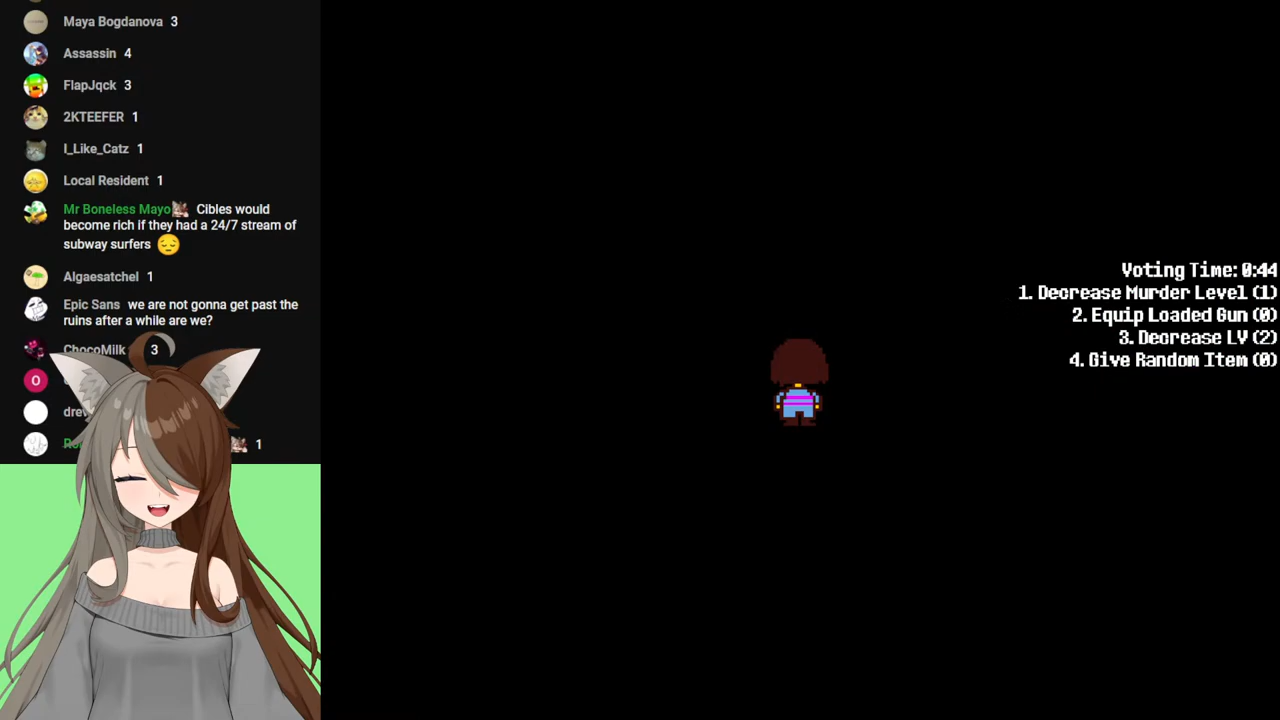 Maya Bogdanova 3
Assassin 4
FlapJqck 3
2KTEEFER 1
I_Like_Catz 1
Local Resident 1
Mr Boneless Mayo Cibles would
become rich if they had a 24/7 stream of
subway surfers
Algaesatchel 1
Epic Sans we are not gonna get past the
ruins after a while are we?
ChocoMilk 3
O
drew
1
Voting Time: 0:44
1. Decrease Murder Level (1)
2. Equip Loaded Gun (0)
3. Decrease LV (2)
4. Give Random Item (0)